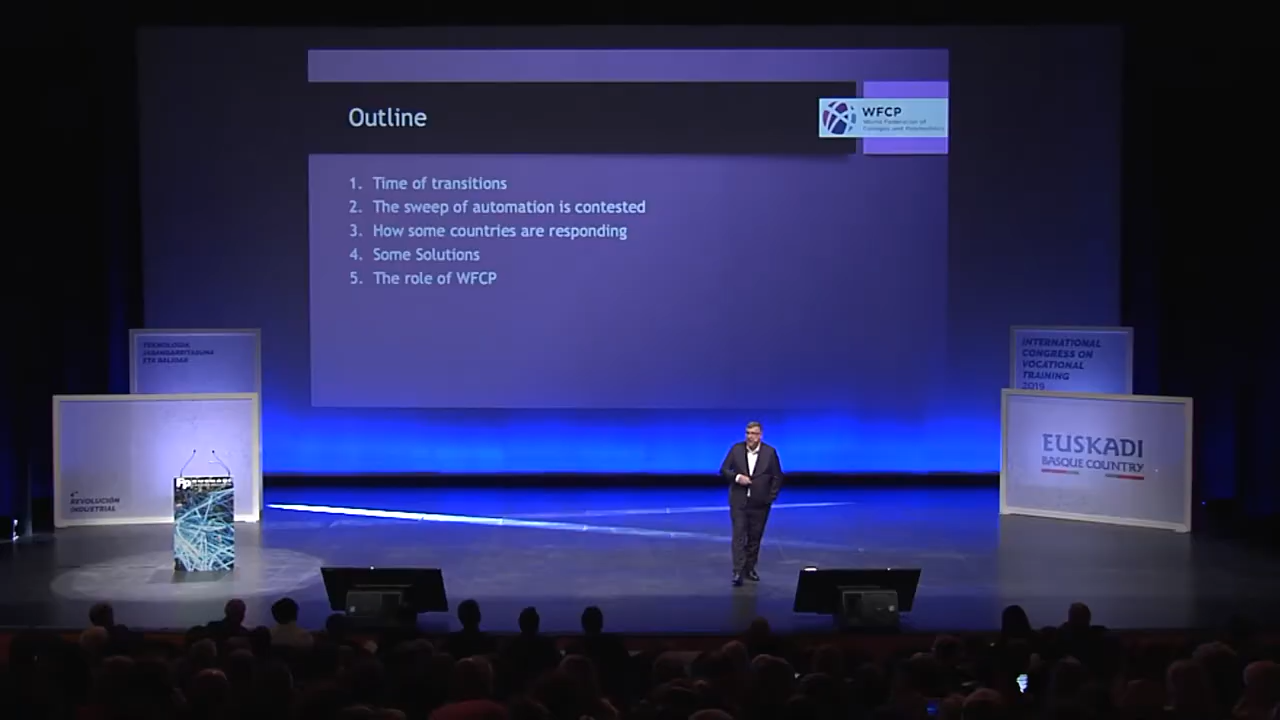 Outline
WFCP
World Federation of
Colleges and Polytechnics
1. Time of transitions
2. The sweep of automation is contested
3. How some countries are responding
4. Some Solutions
5. The role of WFCP
TEKNOLOGIA
JASANGARRITASUNA
ETA BALIOAK
4ª
REVOLUCIÓN
INDUSTRIAL
INTERNATIONAL
CONGRESS ON
VOCATIONAL
TRAINING
2019
EUSKADI
BASQUE COUNTRY